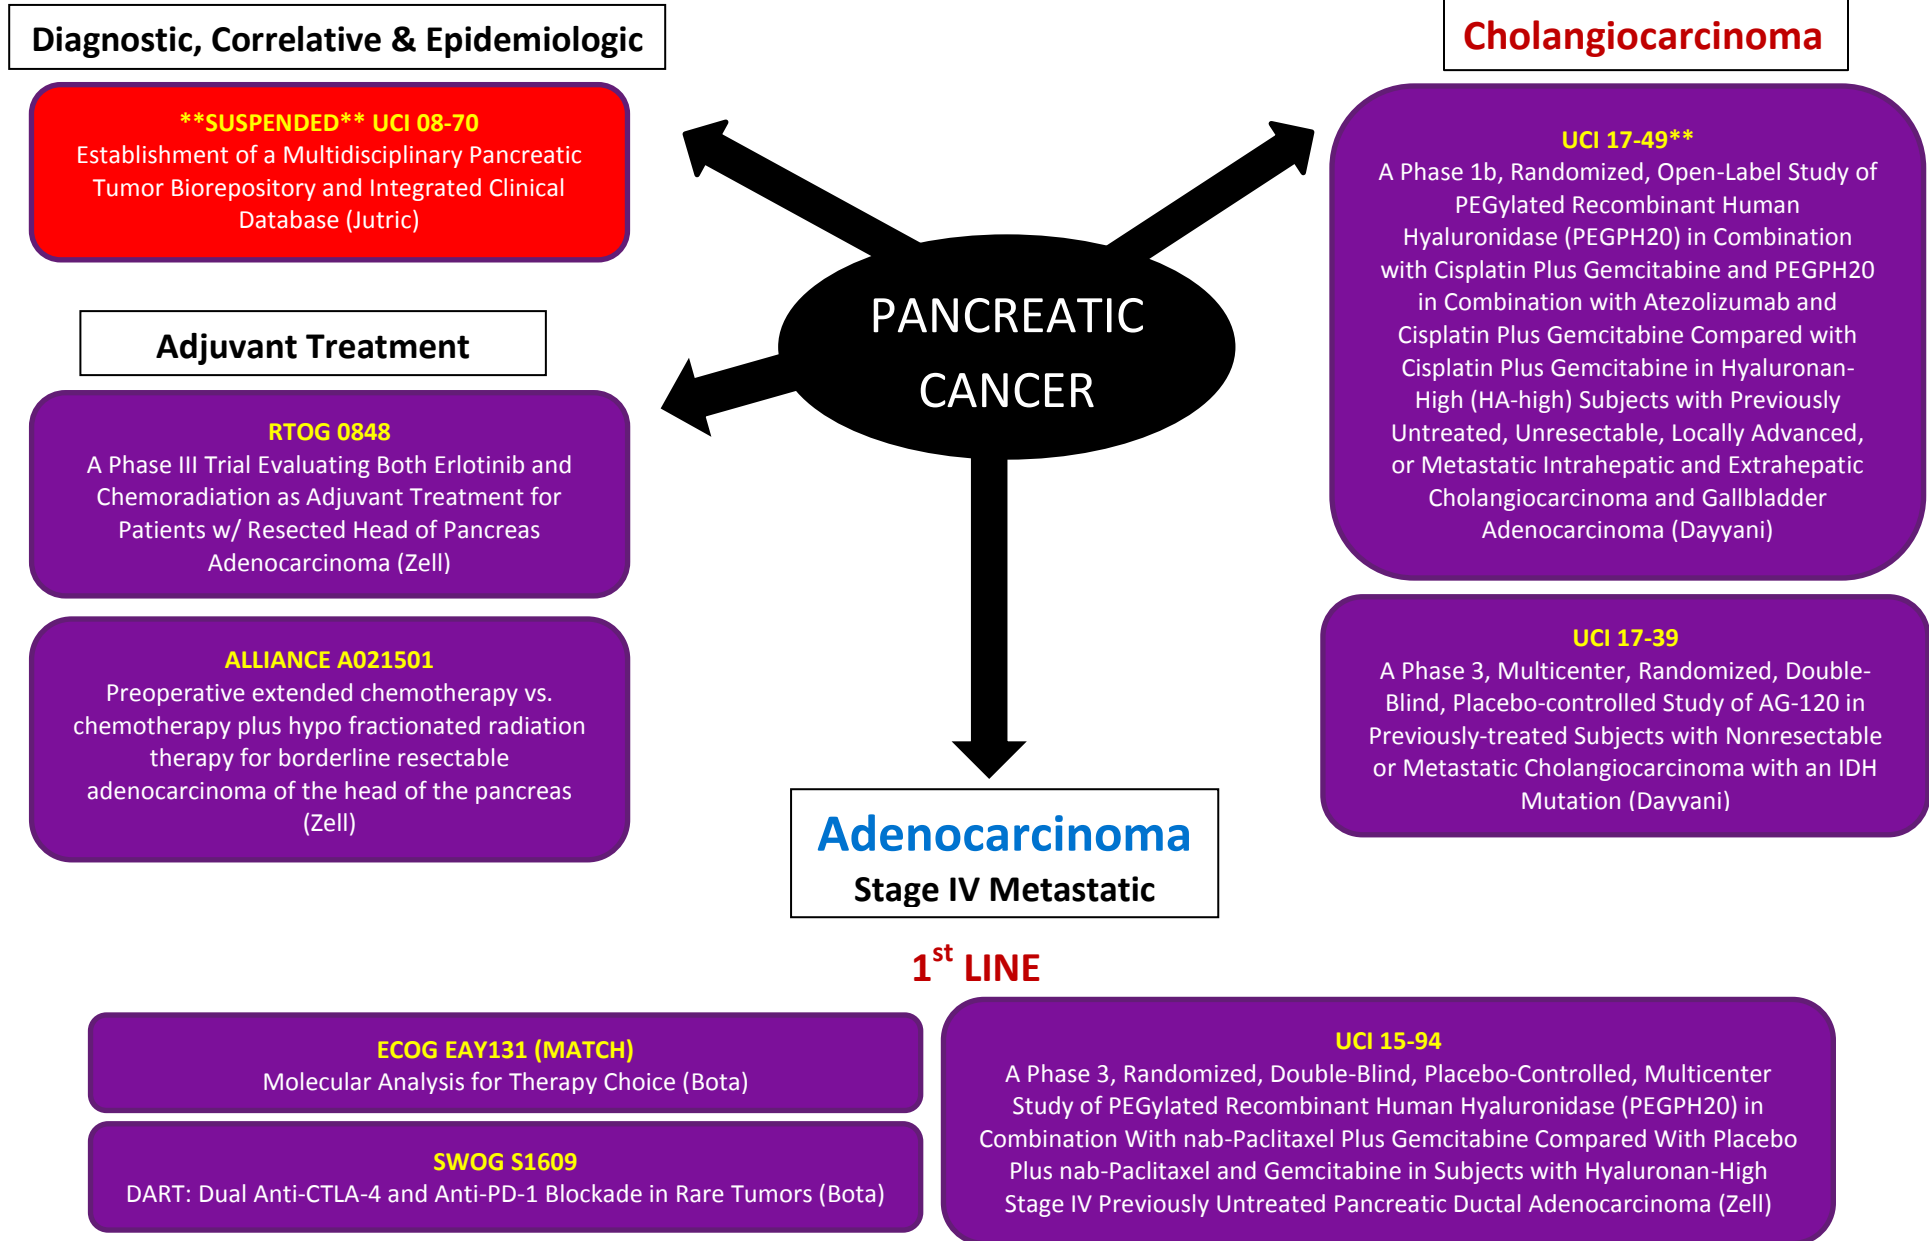 Diagnostic, Correlative & Epidemiologic
**SUSPENDED** UCI 08-70
Establishment of a Multidisciplinary Pancreatic
Tumor Biorepository and Integrated Clinical
Database (Jutric)
Adjuvant Treatment
RTOG 0848
A Phase III Trial Evaluating Both Erlotinib and
Chemoradiation as Adjuvant Treatment for
Patients w/ Resected Head of Pancreas
Adenocarcinoma (Zell)
ALLIANCE A021501
Preoperative extended chemotherapy vs.
chemotherapy plus hypo fractionated radiation
therapy for borderline resectable
adenocarcinoma of the head of the pancreas
(Zell)
PANCREATIC
CANCER
Cholangiocarcinoma
UCI 17-49**
A Phase 1b, Randomized, Open-Label Study of
PEGylated Recombinant Human
Hyaluronidase (PEGPH20) in Combination
with Cisplatin Plus Gemcitabine and PEGPH20
in Combination with Atezolizumab and
Cisplatin Plus Gemcitabine Compared with
Cisplatin Plus Gemcitabine in Hyaluronan-
High (HA-high) Subjects with Previously
Untreated, Unresectable, Locally Advanced,
or Metastatic Intrahepatic and Extrahepatic
Cholangiocarcinoma and Gallbladder
Adenocarcinoma (Dayyani)
UCI 17-39
A Phase 3, Multicenter, Randomized, Double-
Blind, Placebo-controlled Study of AG-120 in
Previously-treated Subjects with Nonresectable
or Metastatic Cholangiocarcinoma with an IDH
Mutation (Dayyani)
Adenocarcinoma
Stage IV Metastatic
1st LINE
ECOG EAY131 (MATCH)
Molecular Analysis for Therapy Choice (Bota)
SWOG S1609
DART: Dual Anti-CTLA-4 and Anti-PD-1 Blockade in Rare Tumors (Bota)
UCI 15-94
A Phase 3, Randomized, Double-Blind, Placebo-Controlled, Multicenter
Study of PEGylated Recombinant Human Hyaluronidase (PEGPH20) in
Combination With nab-Paclitaxel Plus Gemcitabine Compared With Placebo
Plus nab-Paclitaxel and Gemcitabine in Subjects with Hyaluronan-High
Stage IV Previously Untreated Pancreatic Ductal Adenocarcinoma (Zell)